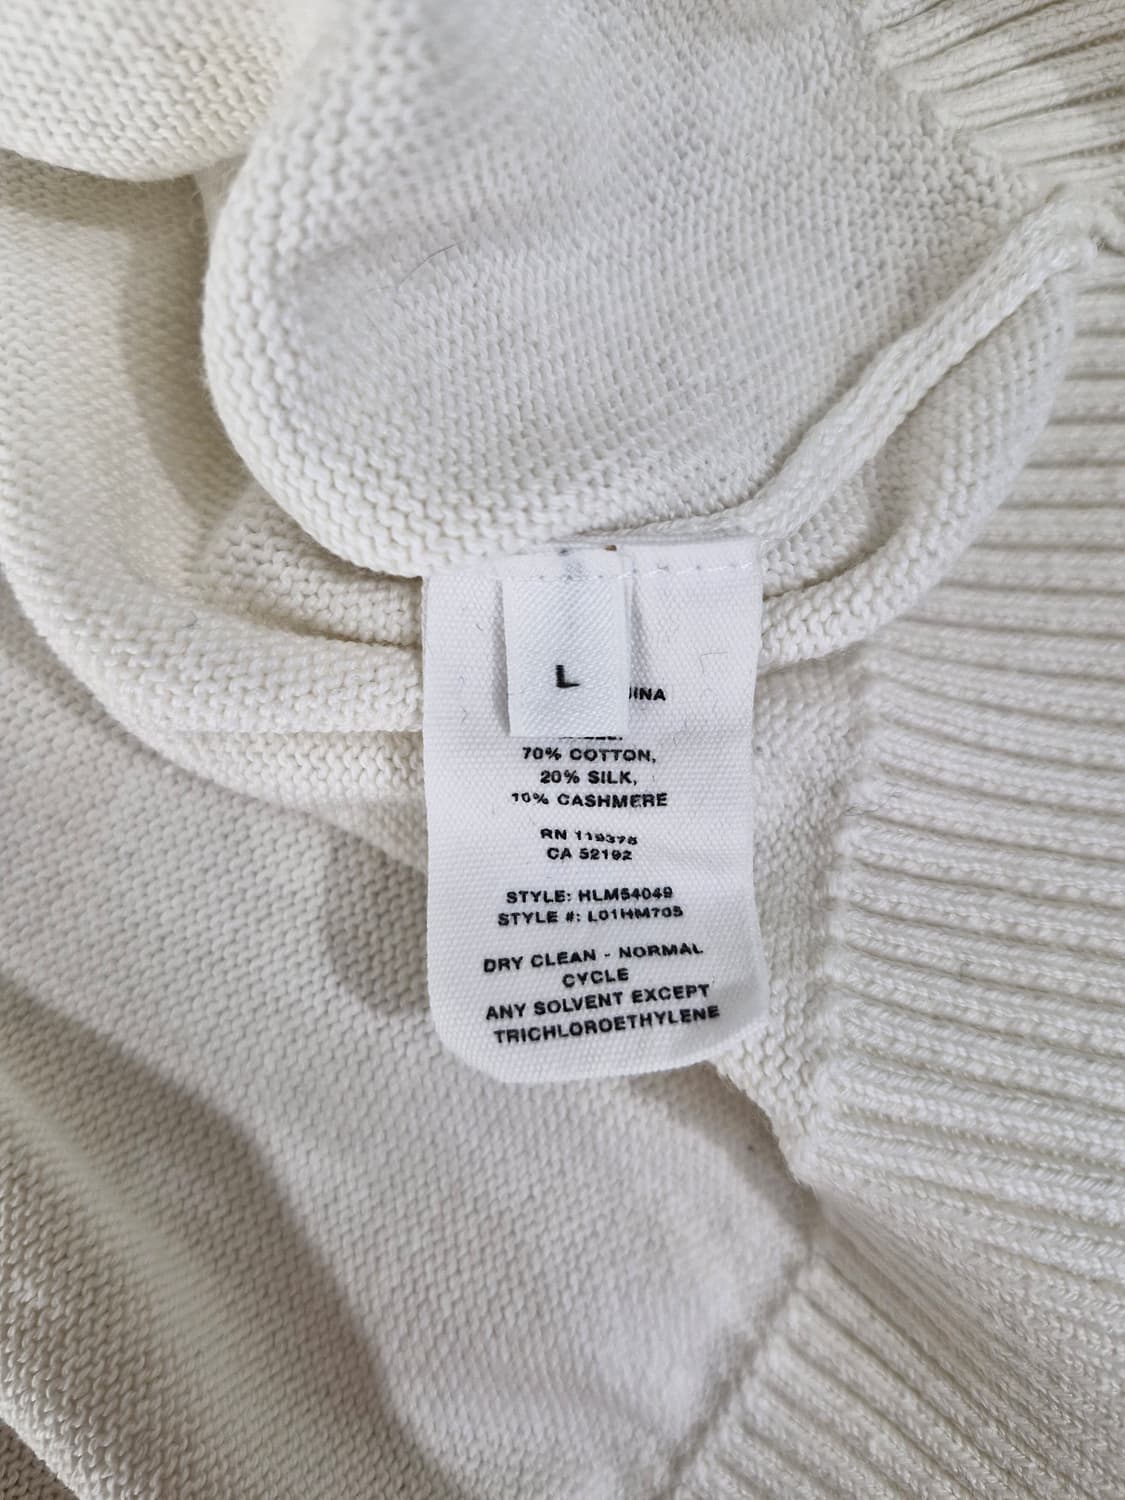 L
70% COTTON,
20% SILK,
10% CASHMERE
RN 119378
CA 52192
STYLE: HLM54049
STYLE #: L01HM705
DRY CLEAN - NORMAL
CYCLE
ANY SOLVENT EXCEPT
TRICHLOROETHYLENE